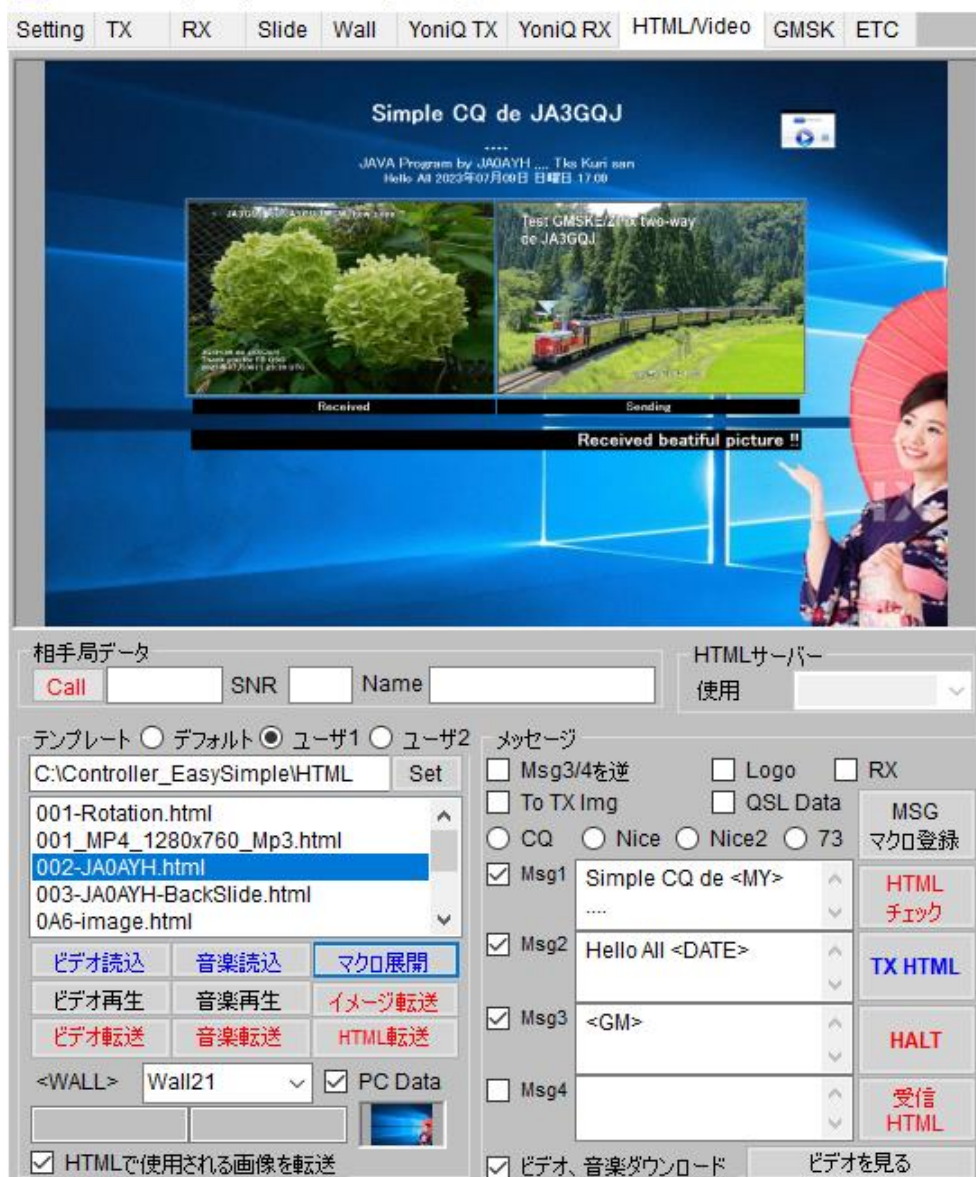 Setting TX RX Slide Wall YoniQ TX YoniQ RX HTML/Video GMSK ETC
Simple CQ de JA3GQJ
....
JAVA Program by JA0AYH .... Tks Kuri san
Hello All 2023年07月09日 日曜日 17:00
Test GMSKE/ZPix two-way
de JA3GQJ
Received
Sending
Received beatiful picture !!
相手局データ
Call SNR Name
HTMLサーバー
使用
テンプレート デフォルト ユーザ1 ユーザ2
C:\Controller_EasySimple\HTML Set
001-Rotation.html
001_MP4_1280x760_Mp3.html
002-JA0AYH.html
003-JA0AYH-BackSlide.html
0A6-image.html
ビデオ読込 音楽読込 マクロ展開
ビデオ再生 音楽再生 イメージ転送
ビデオ転送 音楽転送 HTML転送
<WALL> Wall21 PC Data
HTMLで使用される画像を転送
メッセージ
Msg3/4を逆 Logo RX
To TX Img QSL Data
MSG
マクロ登録
CQ Nice Nice2 73
Msg1 Simple CQ de <MY>
....
HTML
チェック
Msg2 Hello All <DATE>
TX HTML
Msg3 <GM>
HALT
Msg4
受信
HTML
ビデオ、音楽ダウンロード ビデオを見る